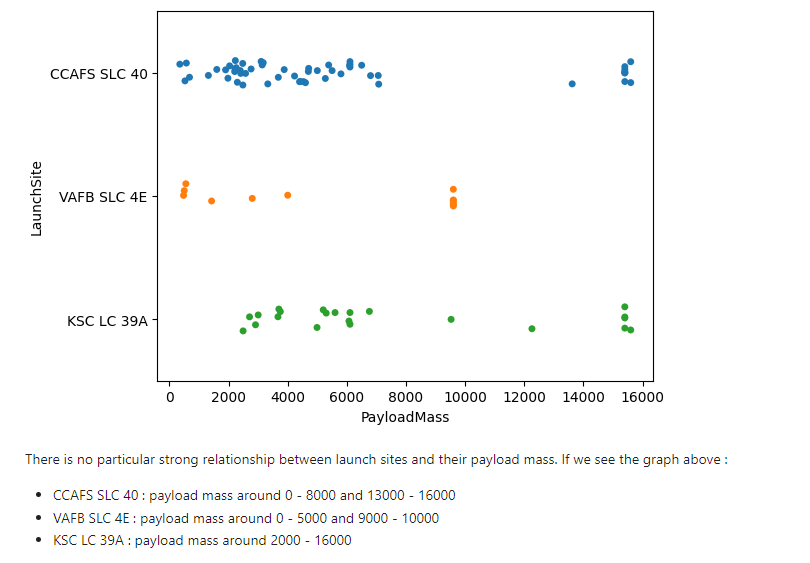 CCAFS SLC 40
VAFB SLC 4E
KSC LC 39A
LaunchSite
0 2000 4000 6000 8000 10000 12000 14000 16000
PayloadMass
There is no particular strong relationship between launch sites and their payload mass. If we see the graph above :
• CCAFS SLC 40 : payload mass around 0 - 8000 and 13000 - 16000
• VAFB SLC 4E : payload mass around 0 - 5000 and 9000 - 10000
• KSC LC 39A : payload mass around 2000 - 16000